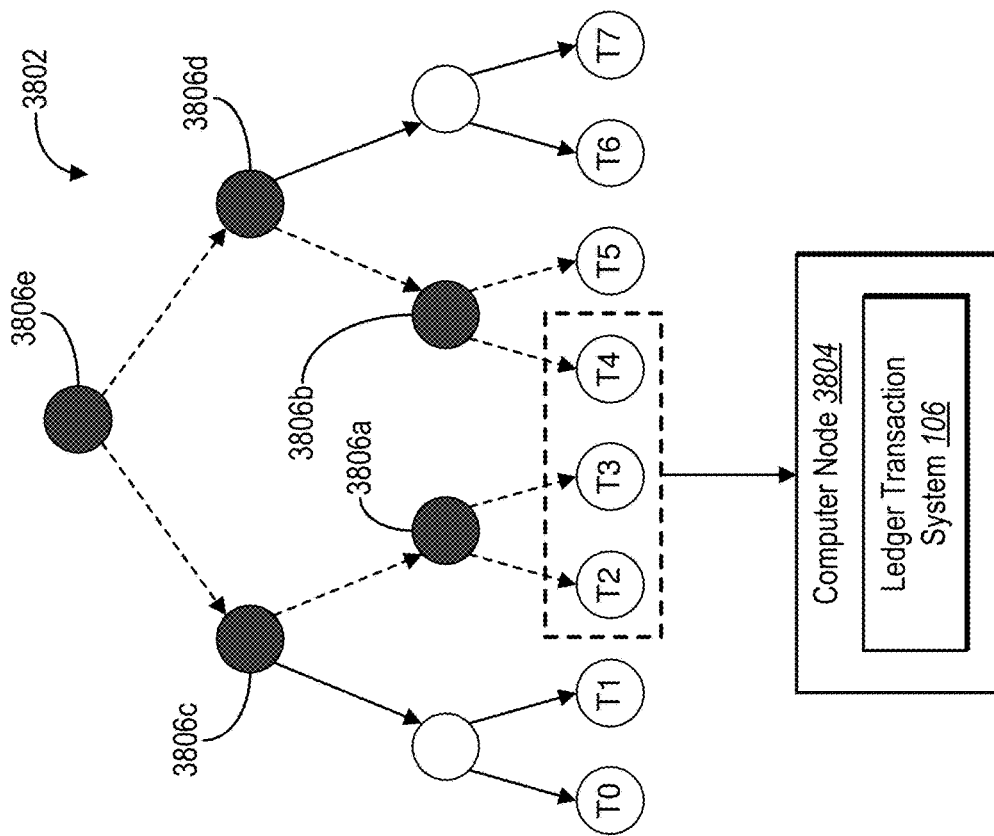 3802
3806e
3806c
3806d
3806a
3806b
T0
T1
T2
T3
T4
T5
T6
T7
Computer Node 3804
Ledger Transaction
System 106